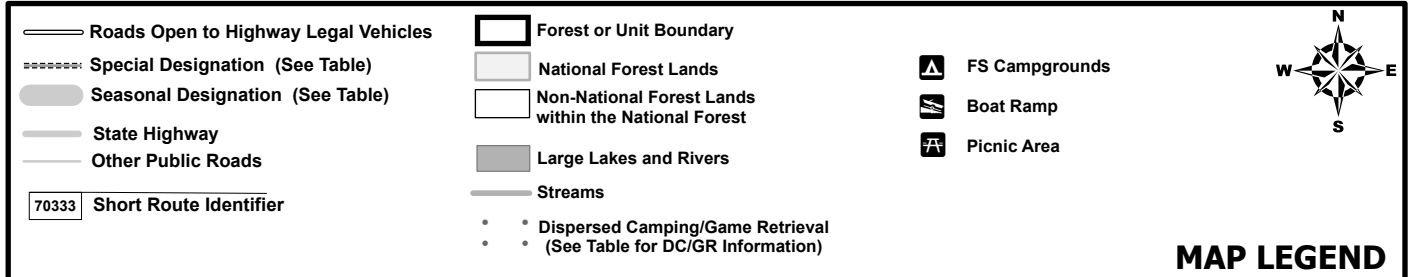 Roads Open to Highway Legal Vehicles
Special Designation (See Table)
Seasonal Designation (See Table)
State Highway
Other Public Roads
70333 Short Route Identifier
Forest or Unit Boundary
National Forest Lands
Non-National Forest Lands
within the National Forest
Large Lakes and Rivers
Streams
Dispersed Camping/Game Retrieval
(See Table for DC/GR Information)
FS Campgrounds
Boat Ramp
Picnic Area
N
W E
S
MAP LEGEND